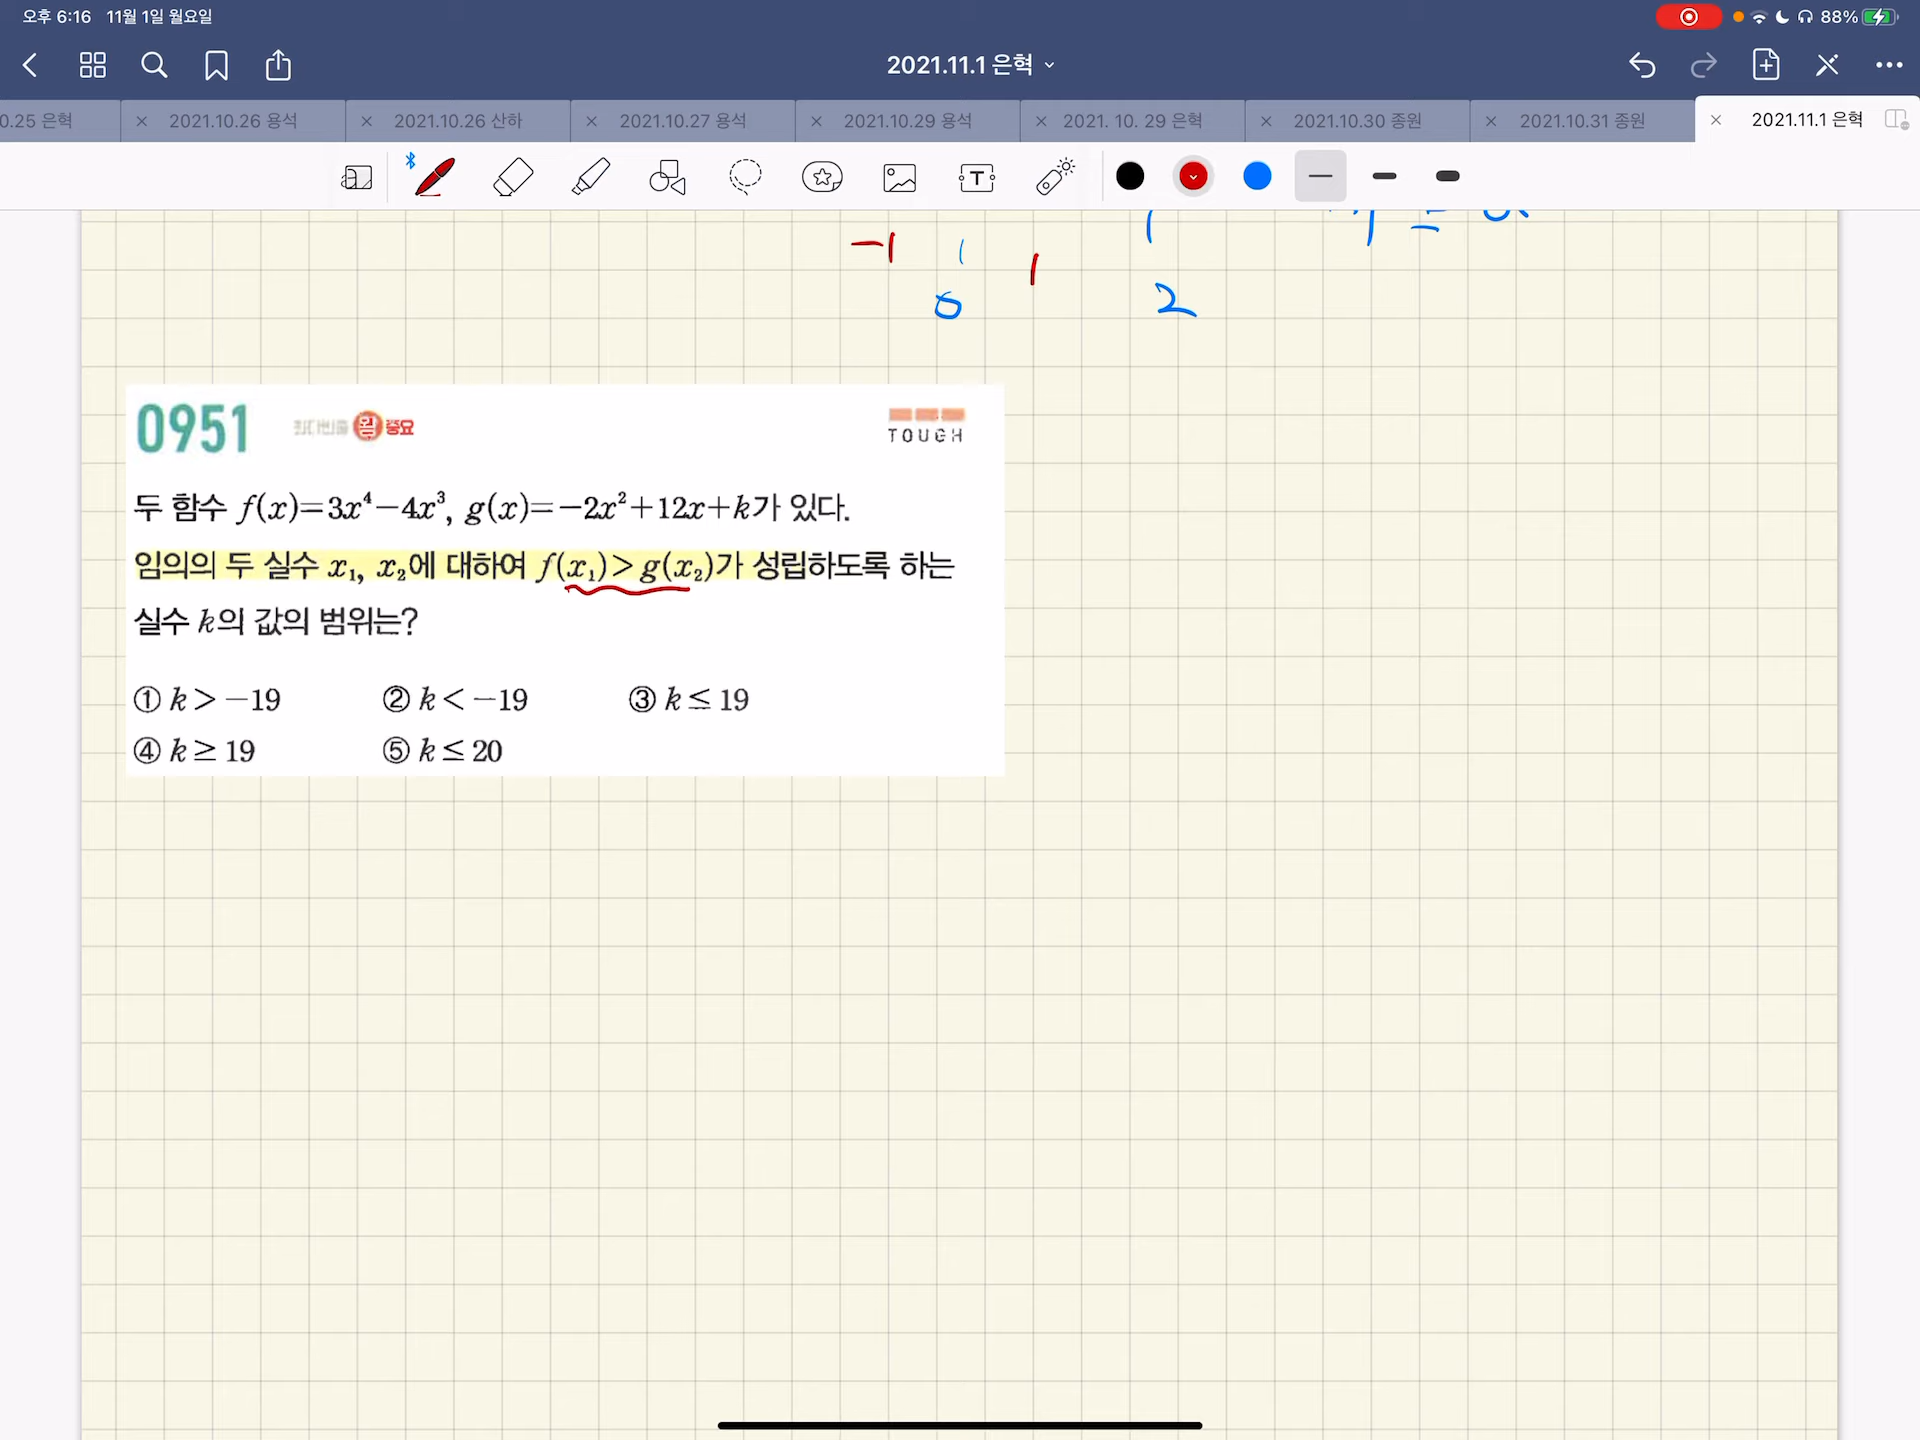 오후 6:16 11월 1일 월요일
88%
2021.11.1 은혁
0.25 은혁
2021.10.26 용석
2021.10.26 산하
2021.10.27 용석
2021.10.29 용석
2021. 10. 29 은혁
2021.10.30 종원
2021.10.31 종원
2021.11.1 은혁
-1
1
0
2
0951
중요
TOUGH
두 함수 f(x)=3x⁴-4x³, g(x)=-2x²+12x+k가 있다.
임의의 두 실수 x₁, x₂에 대하여 f(x₁)>g(x₂)가 성립하도록 하는
실수 k의 값의 범위는?
① k>-19 ② k<-19 ③ k≤19
④ k≥19 ⑤ k≤20